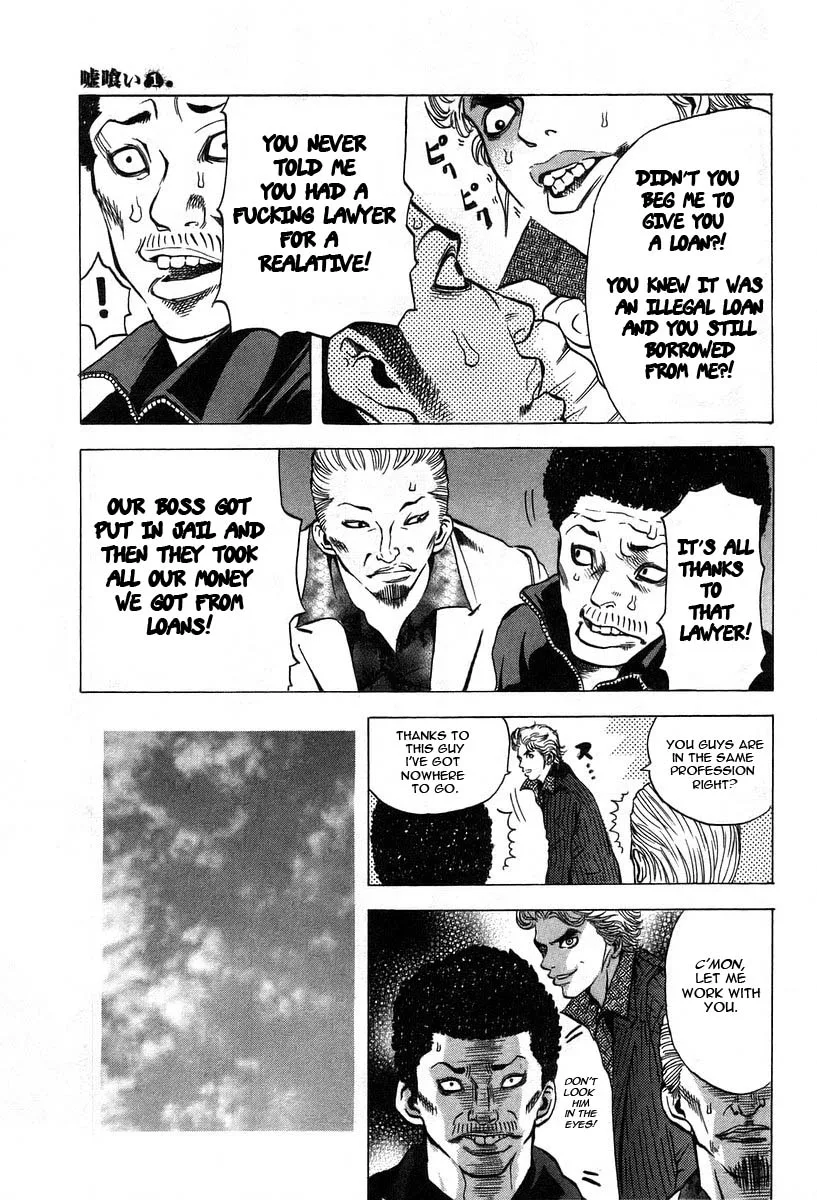 嘘喰い 1.
DIDN'T YOU
BEG ME TO
GIVE YOU
A LOAN?!
YOU KNEW IT WAS
AN ILLEGAL LOAN
AND YOU STILL
BORROWED
FROM ME?!
ピク
ピク
YOU NEVER
TOLD ME
YOU HAD A
FUCKING LAWYER
FOR A
REALATIVE!
!
IT'S ALL
THANKS
TO
THAT
LAWYER!
OUR BOSS GOT
PUT IN JAIL AND
THEN THEY TOOK
ALL OUR MONEY
WE GOT FROM
LOANS!
YOU GUYS ARE
IN THE SAME
PROFESSION
RIGHT?
ス...
THANKS TO
THIS GUY
I'VE GOT
NOWHERE
TO GO.
C'MON,
LET ME
WORK WITH
YOU.
DON'T
LOOK
HIM
IN THE
EYES!